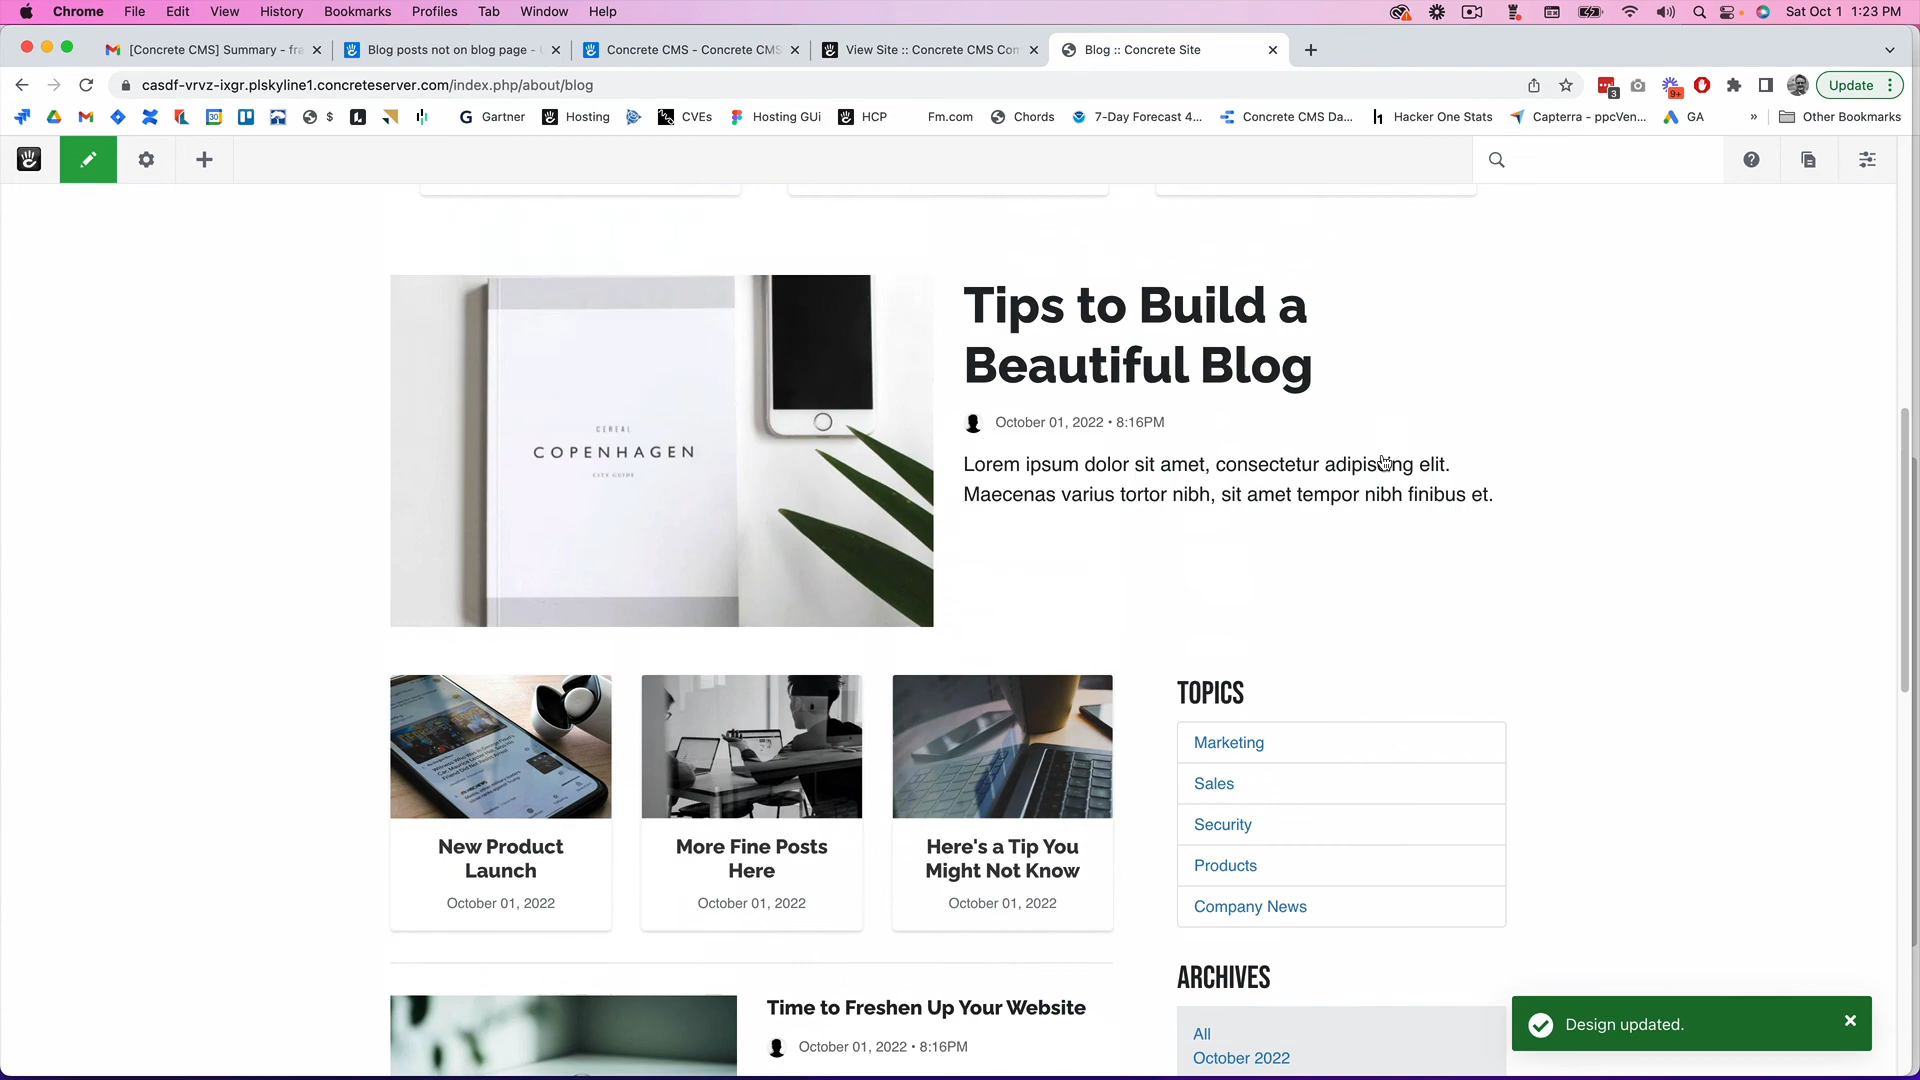 Chrome File Edit View History Bookmarks Profiles Tab Window Help
Sat Oct 1 1:23 PM
[Concrete CMS] Summary - fra
Blog posts not on blog page -
Concrete CMS - Concrete CMS
View Site :: Concrete CMS Con
Blog :: Concrete Site
casdf-vrvz-ixgr.plskyline1.concreteserver.com/index.php/about/blog
3
9+
Update
$
Gartner
Hosting
CVEs
Hosting GUi
HCP
Fm.com
Chords
7-Day Forecast 4...
Concrete CMS Da...
Hacker One Stats
Capterra - ppcVen...
GA
»
Other Bookmarks
CEREAL
COPENHAGEN
CITY GUIDE
Tips to Build a
Beautiful Blog
October 01, 2022 • 8:16PM
Lorem ipsum dolor sit amet, consectetur adipiscing elit.
Maecenas varius tortor nibh, sit amet tempor nibh finibus et.
New Product
Launch
October 01, 2022
More Fine Posts
Here
October 01, 2022
Here's a Tip You
Might Not Know
October 01, 2022
TOPICS
Marketing
Sales
Security
Products
Company News
Time to Freshen Up Your Website
October 01, 2022 • 8:16PM
ARCHIVES
All
October 2022
Design updated.